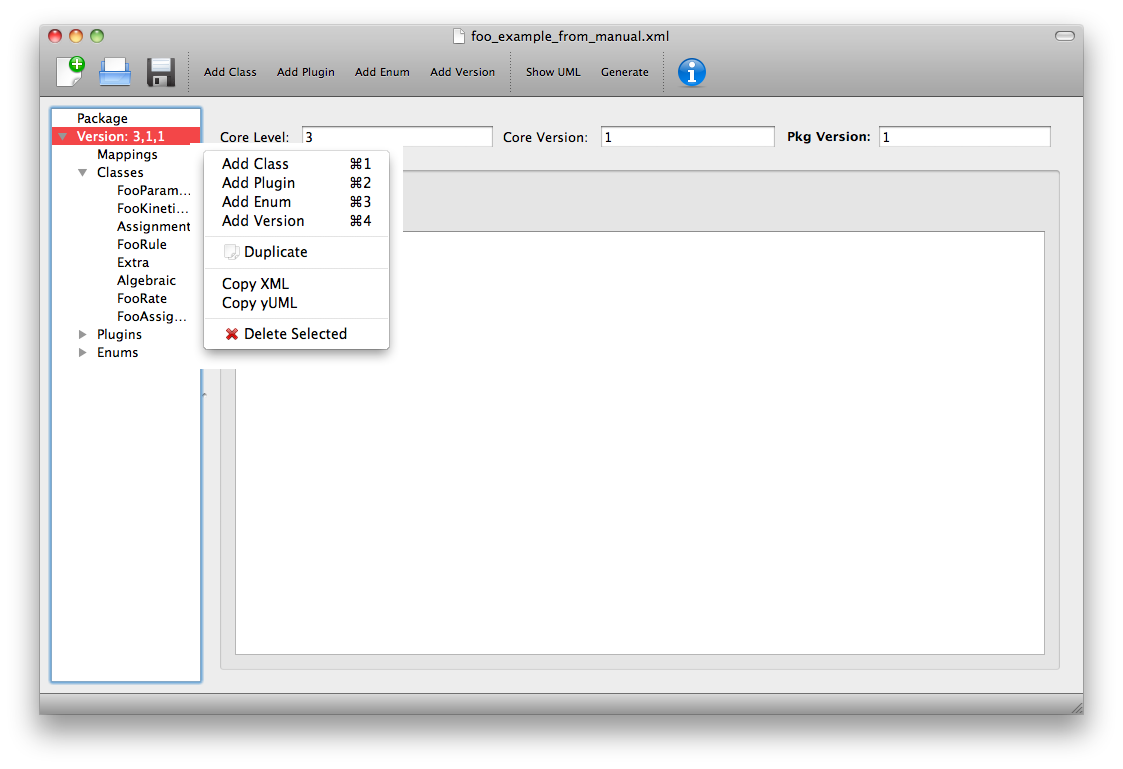 foo_example_from_manual.xml
Add Class Add Plugin Add Enum Add Version Show UML Generate
Package
Version: 3,1,1
Mappings
Classes
FooParam...
FooKineti...
Assignment
FooRule
Extra
Algebraic
FooRate
FooAssig...
Plugins
Enums
Core Level: 3 Core Version: 1 Pkg Version: 1
Add Class ⌘1
Add Plugin ⌘2
Add Enum ⌘3
Add Version ⌘4
Duplicate
Copy XML
Copy yUML
Delete Selected